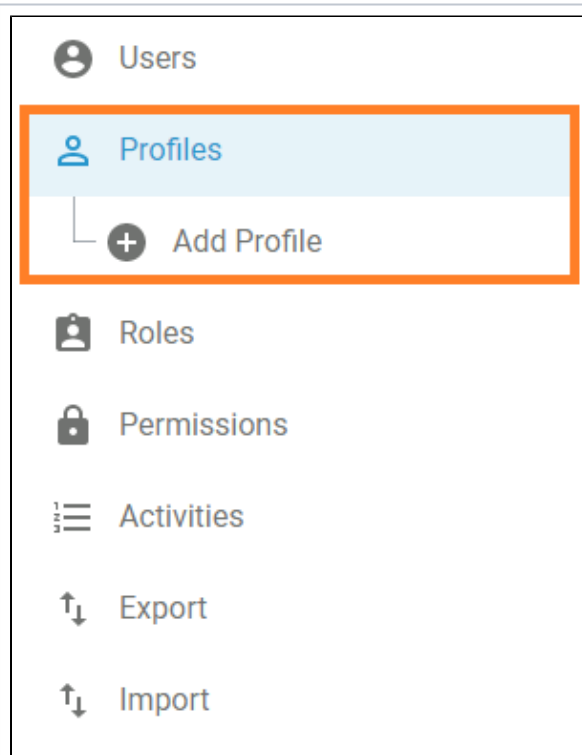 Users
Profiles
Add Profile
Roles
Permissions
Activities
Export
Import